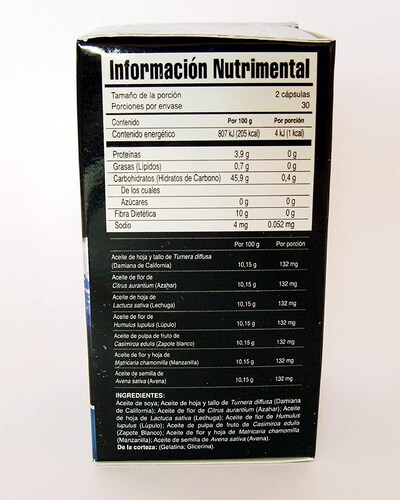 Información Nutrimental
Tamaño de la porción 2 cápsulas
Porciones por envase 30
Contenido Por 100 g Por porción
Contenido energético 807 kJ (205 kcal) 4 kJ (1 kcal)
Proteinas 3,9 g 0 g
Grasas (Lípidos) 0,7 g 0 g
Carbohidratos (Hidratos de Carbono) 45,9 g 0,4 g
De los cuales
Azúcares 0 g 0 g
Fibra Dietética 10 g 0 g
Sodio 4 mg 0.052 mg
Por 100 g Por porción
Aceite de hoja y tallo de Turnera diffusa
(Damiana de California) 10,15 g 132 mg
Aceite de flor de
Citrus aurantium (Azahar) 10,15 g 132 mg
Aceite de hoja de
Lactuca sativa (Lechuga) 10,15 g 132 mg
Aceite de flor de
Humulus lupulus (Lúpulo) 10,15 g 132 mg
Aceite de pulpa de fruto de
Casimiroa edulis (Zapote blanco) 10,15 g 132 mg
Aceite de flor y hoja de
Matricaria chamomilla (Manzanilla) 10,15 g 132 mg
Aceite de semilla de
Avena sativa (Avena) 10,15 g 132 mg
INGREDIENTES:
Aceite de soya; Aceite de hoja y tallo de Turnera diffusa (Damiana
de California); Aceite de flor de Citrus aurantium (Azahar); Aceite
de hoja de Lactuca sativa (Lechuga); Aceite de flor de Humulus
lupulus (Lúpulo); Aceite de pulpa de fruto de Casimiroa edulis
(Zapote Blanco); Aceite de flor y hoja de Matricaria chamomilla
(Manzanilla); Aceite de semilla de Avena sativa (Avena).
De la corteza: (Gelatina; Glicerina).